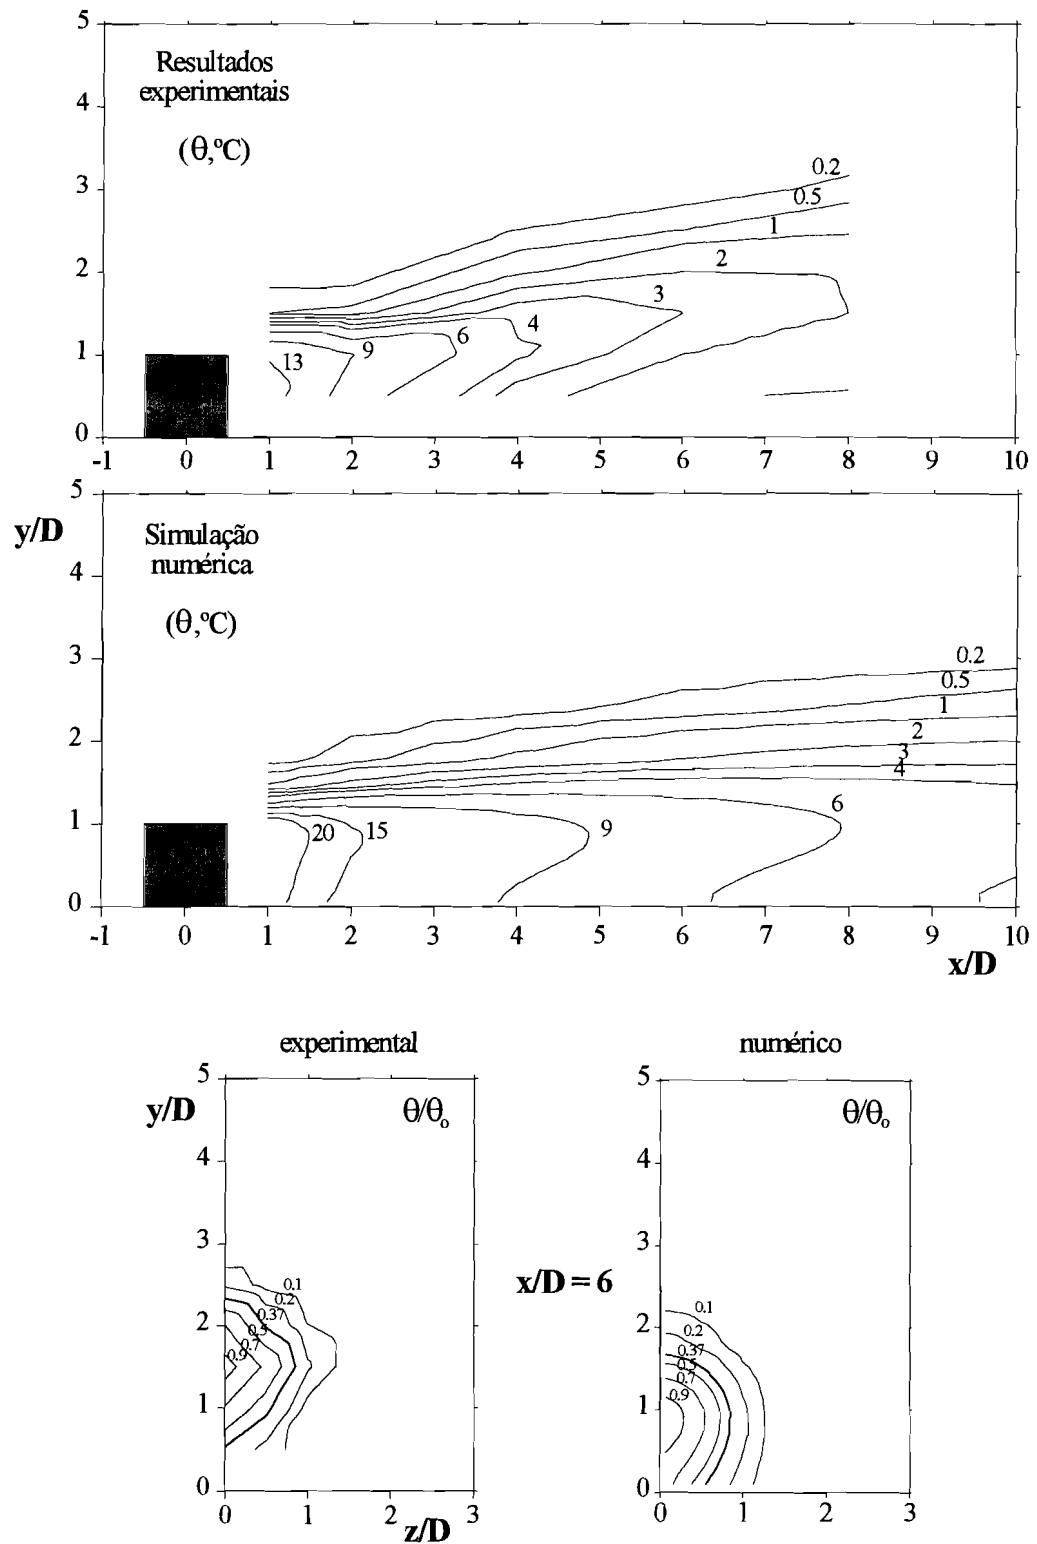 5
Resultados
experimentais
(θ,ºC)
4
3
2
1
0
0.2
0.5
1
2
3
4
6
9
13
-1 0 1 2 3 4 5 6 7 8 9 10
y/D
5
Simulação
numérica
(θ,ºC)
4
3
2
1
0
0.2
0.5
1
2
3
4
6
9
15
20
-1 0 1 2 3 4 5 6 7 8 9 10
x/D
experimental
5
y/D
θ/θo
4
3
2
1
0
0.1
0.2
0.37
0.5
0.7
0.9
0 1 2 3
z/D
x/D = 6
numérico
5
θ/θo
4
3
2
1
0
0.1
0.2
0.37
0.5
0.7
0.9
0 1 2 3